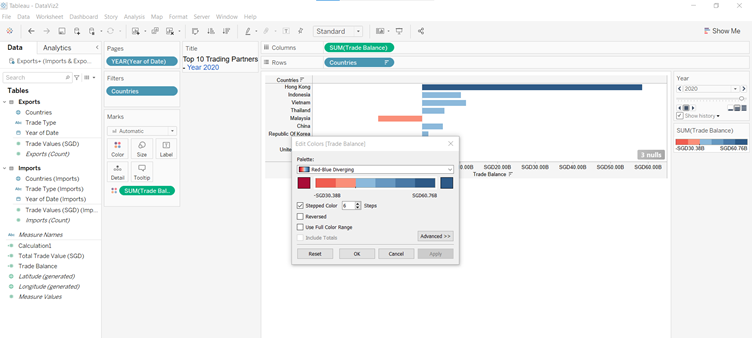 Tableau - DataViz2
File Data Worksheet Dashboard Story Analysis Map Format Server Window Help
Standard
Show Me
Data Analytics
Exports+ (Imports & Expo...
Search
Tables
Exports
Countries
Trade Type
Year of Date
Trade Values (SGD)
Exports (Count)
Imports
Countries (Imports)
Trade Type (Imports)
Year of Date (Imports)
Trade Values (SGD) (Imp...
Imports (Count)
Measure Names
Calculation1
Total Trade Value (SGD)
Trade Balance
Latitude (generated)
Longitude (generated)
Measure Values
Pages
YEAR(Year of Date)
Filters
Countries
Marks
Automatic
Color Size Label
Detail Tooltip
SUM(Trade Bal...
Title
Top 10 Trading Partners
- Year 2020
Columns SUM(Trade Balance)
Rows Countries
Countries
Hong Kong
Indonesia
Vietnam
Thailand
Malaysia
China
Republic Of Korea
Unite
3 nulls
SGD20.00B SGD30.00B SGD40.00B SGD50.00B SGD60.00B
Trade Balance
Edit Colors [Trade Balance]
Palette:
Red-Blue Diverging
-SGD30.38B SGD60.76B
Stepped Color 6 Steps
Reversed
Use Full Color Range
Include Totals
Advanced >>
Reset OK Cancel Apply
Year
2020
Show history
SUM(Trade Balance)
-SGD30.38B SGD60.76B